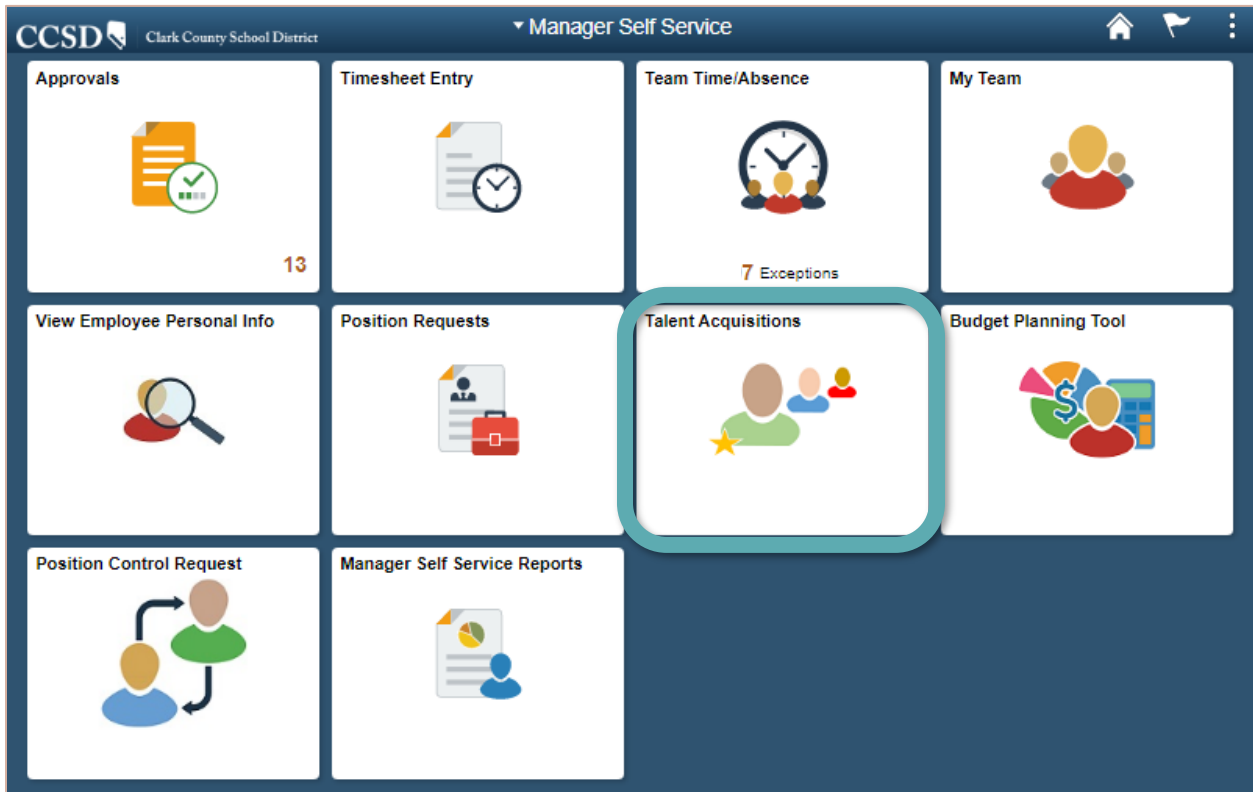 CCSD Clark County School District
Manager Self Service
Approvals
Timesheet Entry
Team Time/Absence
My Team
13
7 Exceptions
View Employee Personal Info
Position Requests
Talent Acquisitions
Budget Planning Tool
$
Position Control Request
Manager Self Service Reports